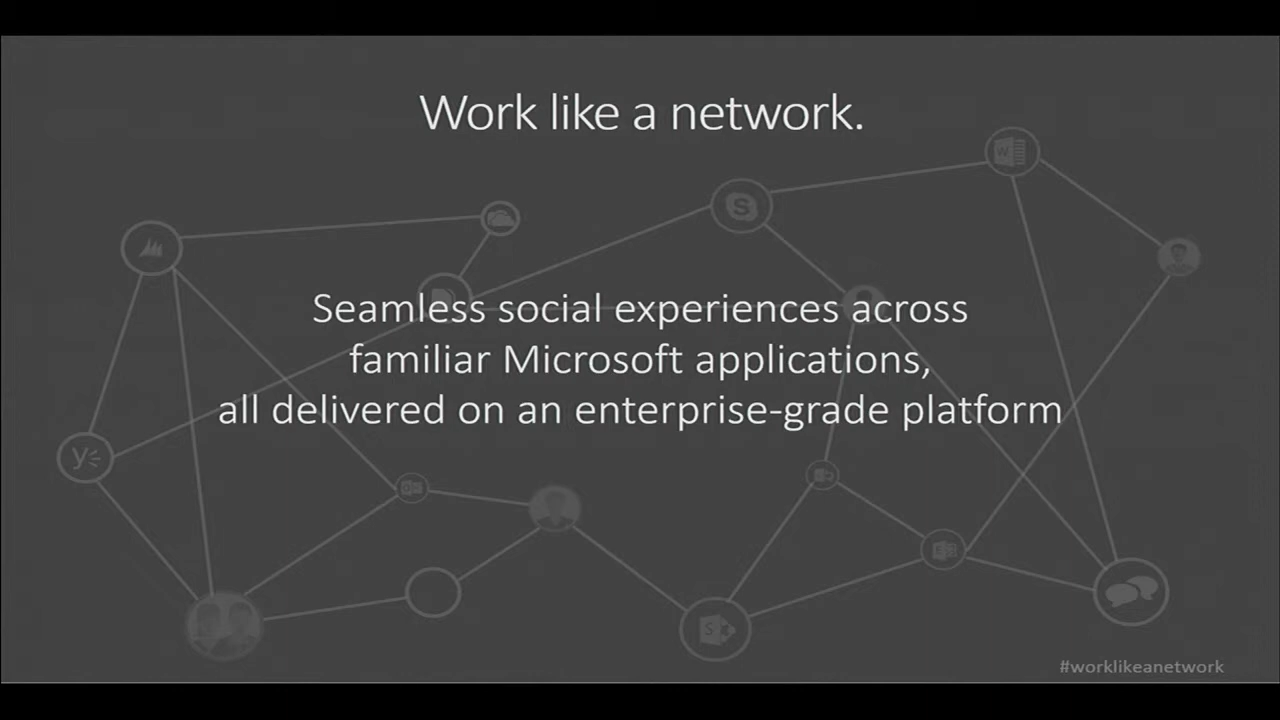 Work like a network.
Seamless social experiences across
familiar Microsoft applications,
all delivered on an enterprise-grade platform
#worklikeanetwork